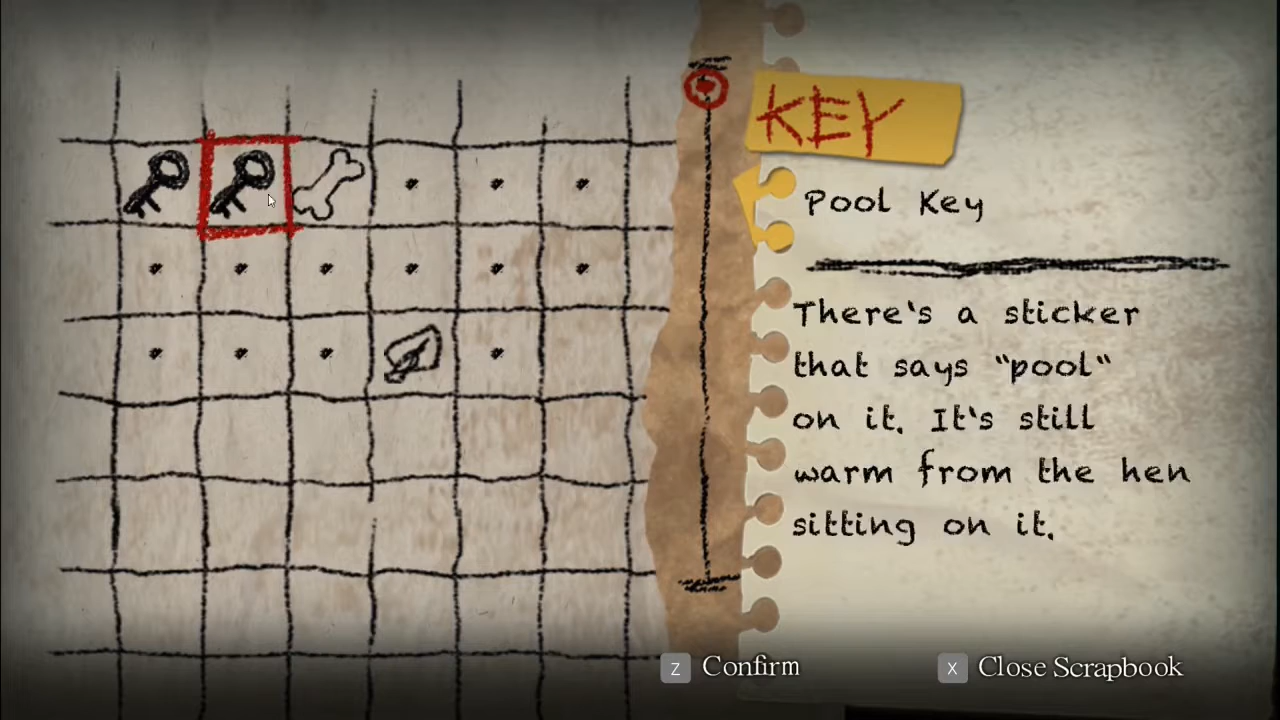 KEY
Pool Key
There's a sticker
that says "pool"
on it. It's still
warm from the hen
sitting on it.
Z Confirm
X Close Scrapbook